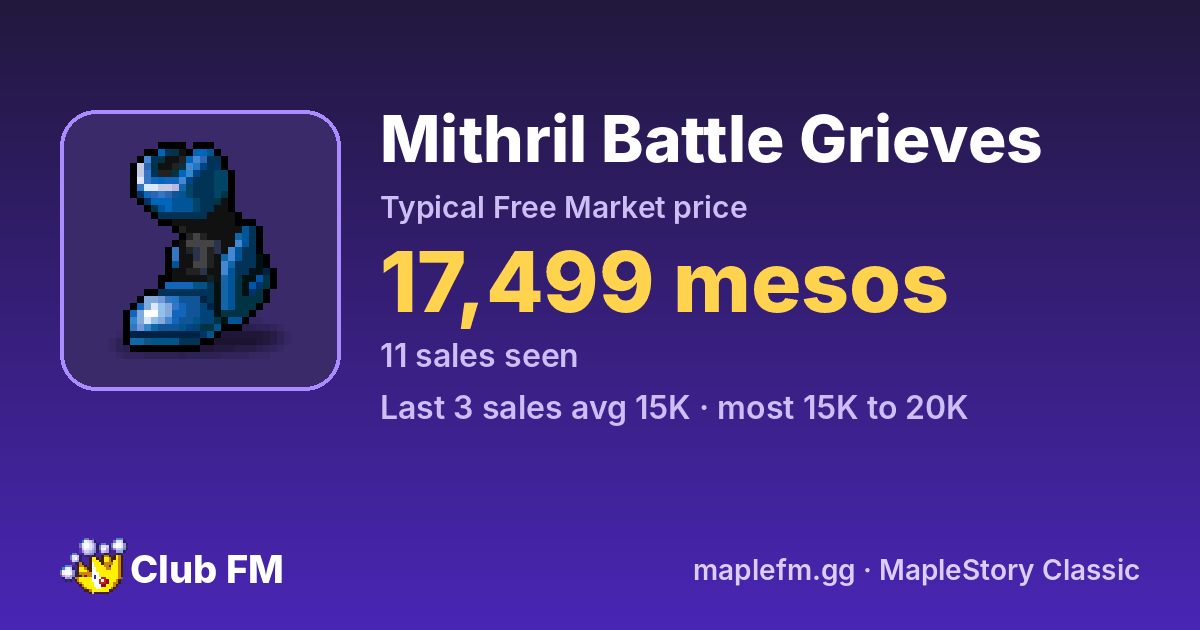 Mithril Battle Grieves
Typical Free Market price
17,499 mesos
11 sales seen
Last 3 sales avg 15K · most 15K to 20K
Club FM
maplefm.gg · MapleStory Classic